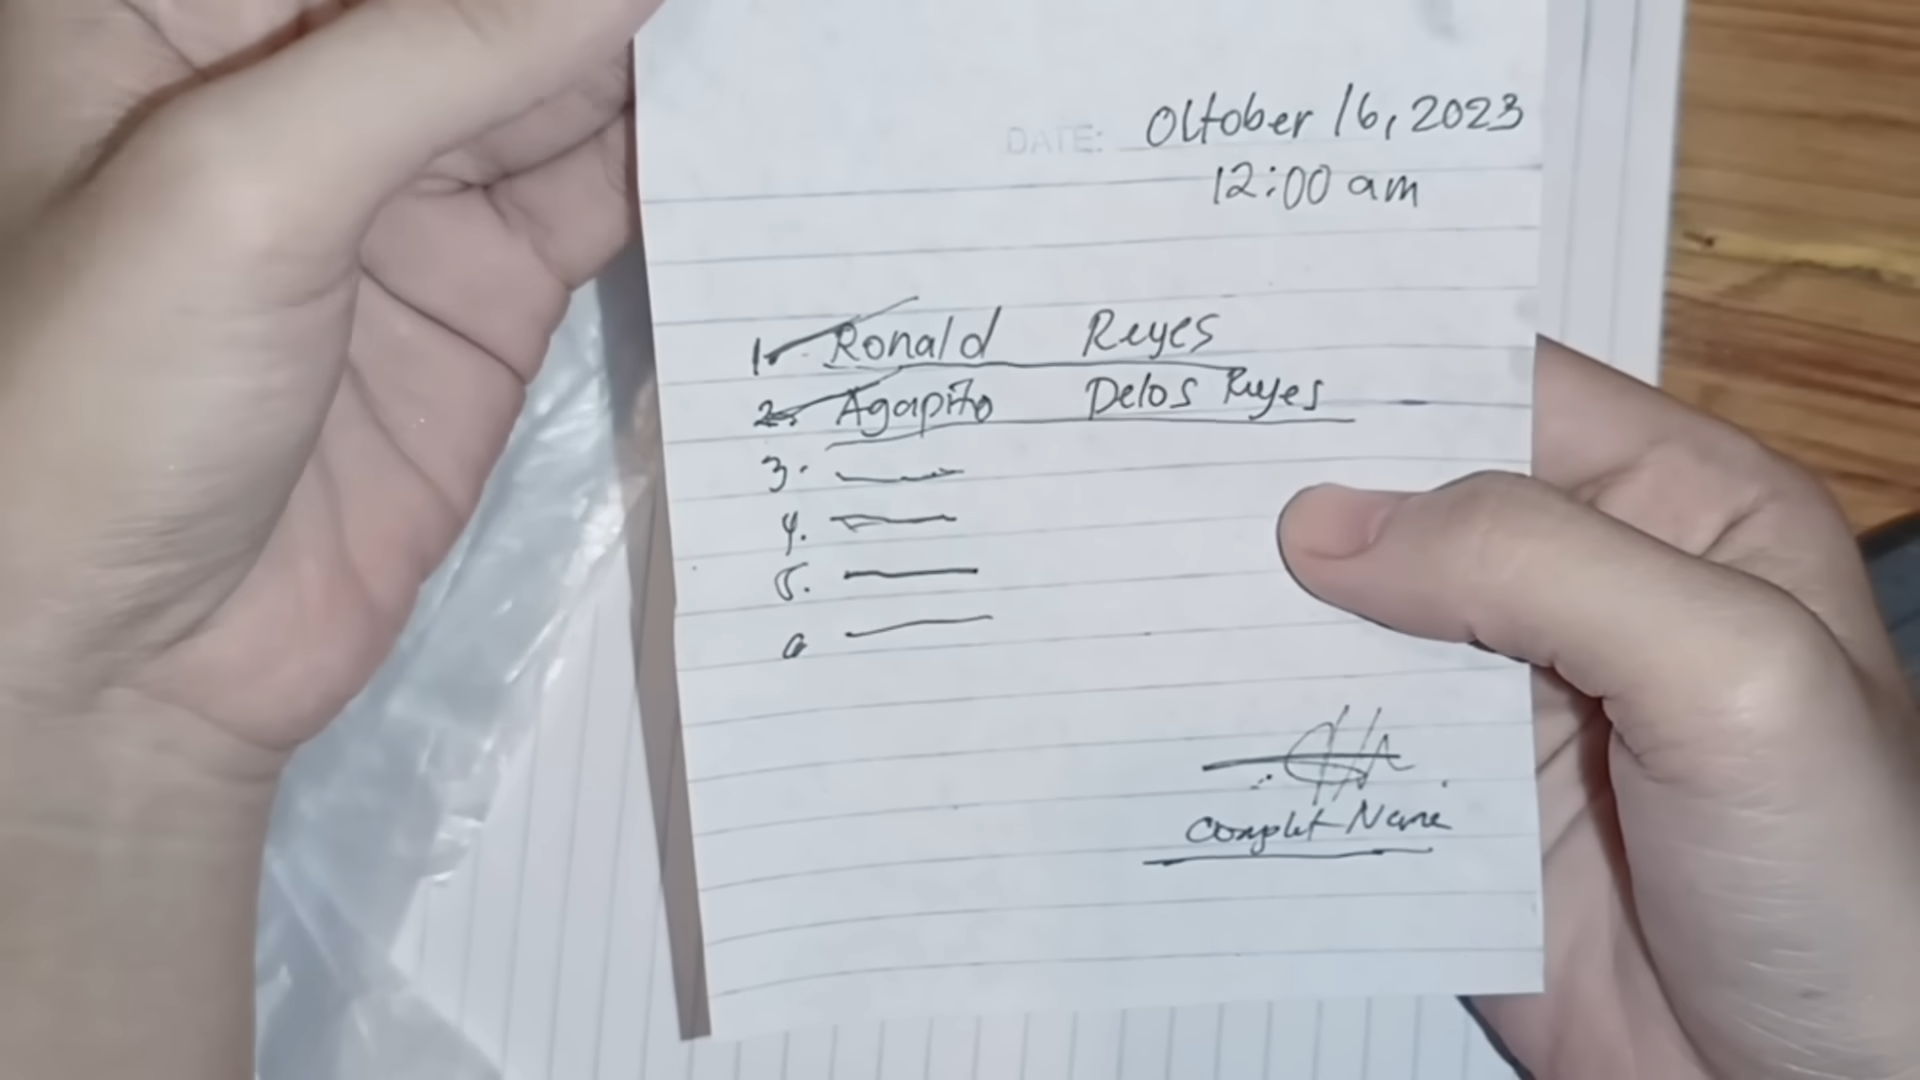 DATE: Oltober 16, 2023
12:00 am
1. Ronald Reyes
2. Agapito Delos Reyes
3.
4.
5.
Complet Name